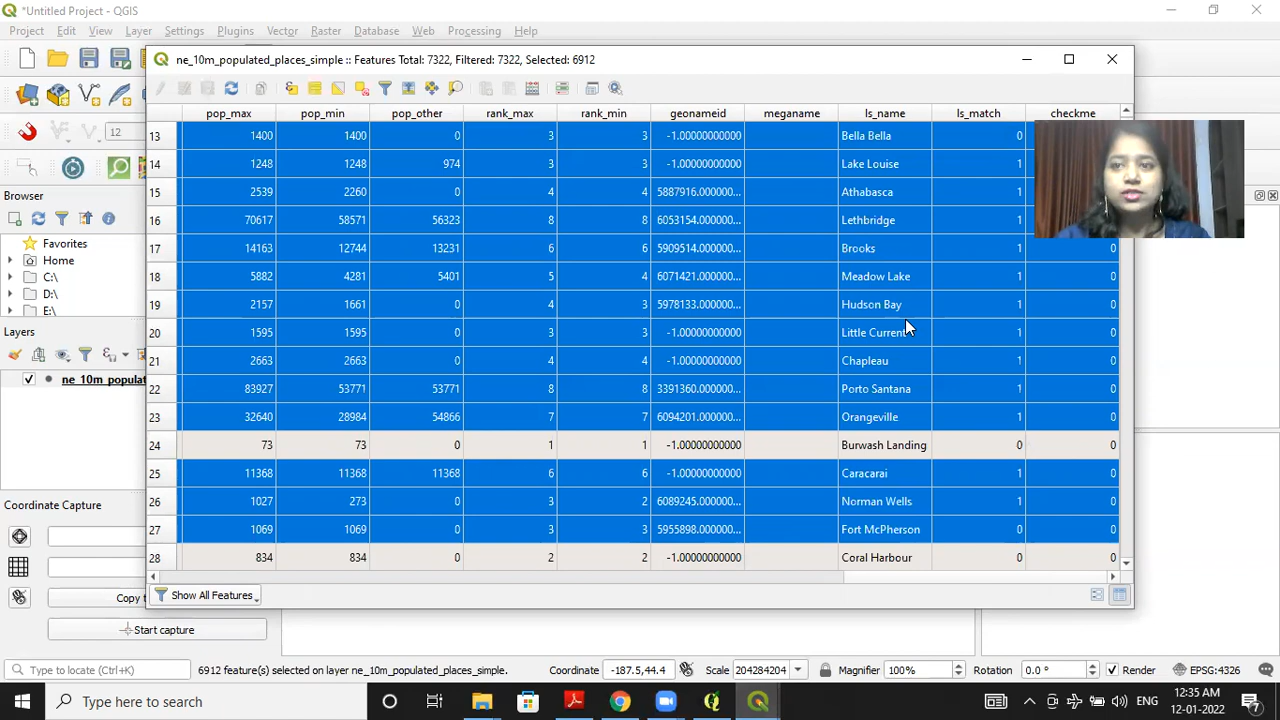 *Untitled Project - QGIS
Project Edit View Layer Settings Plugins Vector Raster Database Web Processing Help
ne_10m_populated_places_simple :: Features Total: 7322, Filtered: 7322, Selected: 6912
pop_max pop_min pop_other rank_max rank_min geonameid meganame ls_name ls_match checkme
13 1400 1400 0 3 3 -1.00000000000 Bella Bella 0
14 1248 1248 974 3 3 -1.00000000000 Lake Louise 1
15 2539 2260 0 4 4 5887916.000000... Athabasca 1
16 70617 58571 56323 8 8 6053154.000000... Lethbridge 1
17 14163 12744 13231 6 6 5909514.000000... Brooks 1 0
18 5882 4281 5401 5 4 6071421.000000... Meadow Lake 1 0
19 2157 1661 0 4 3 5978133.000000... Hudson Bay 1 0
20 1595 1595 0 3 3 -1.00000000000 Little Current 1 0
21 2663 2663 0 4 4 -1.00000000000 Chapleau 1 0
22 83927 53771 53771 8 8 3391360.000000... Porto Santana 1 0
23 32640 28984 54866 7 7 6094201.000000... Orangeville 1 0
24 73 73 0 1 1 -1.00000000000 Burwash Landing 0 0
25 11368 11368 11368 6 6 -1.00000000000 Caracarai 1 0
26 1027 273 0 3 2 6089245.000000... Norman Wells 1 0
27 1069 1069 0 3 3 5955898.000000... Fort McPherson 0 0
28 834 834 0 2 2 -1.00000000000 Coral Harbour 0 0
Show All Features
12
Browser
Favorites
Home
C:\
D:\
E:\
Layers
ne_10m_populat
Coordinate Capture
Copy t
Start capture
Type to locate (Ctrl+K) 6912 feature(s) selected on layer ne_10m_populated_places_simple. Coordinate -187.5,44.4 Scale 204284204 Magnifier 100% Rotation 0.0 ° Render EPSG:4326
Type here to search
ENG
12:35 AM
12-01-2022
7